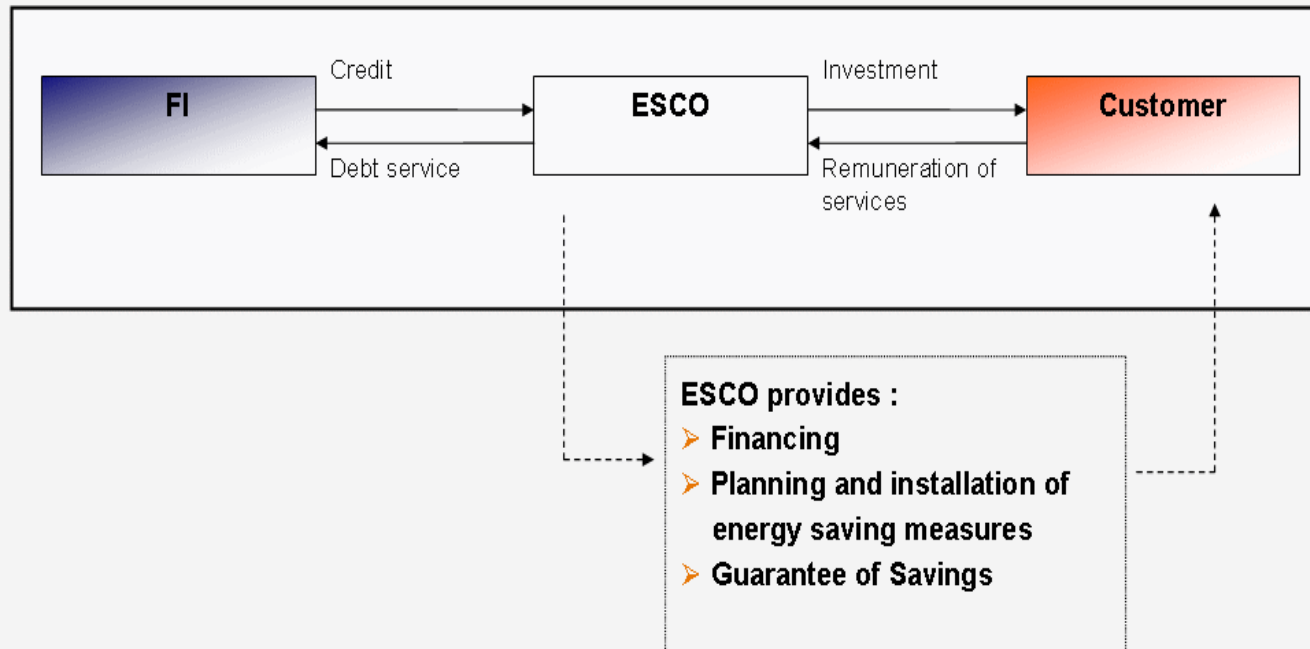 Credit
Investment
FI
ESCO
Customer
Debt service
Remuneration of
services
ESCO provides :
➢ Financing
➢ Planning and installation of
energy saving measures
➢ Guarantee of Savings